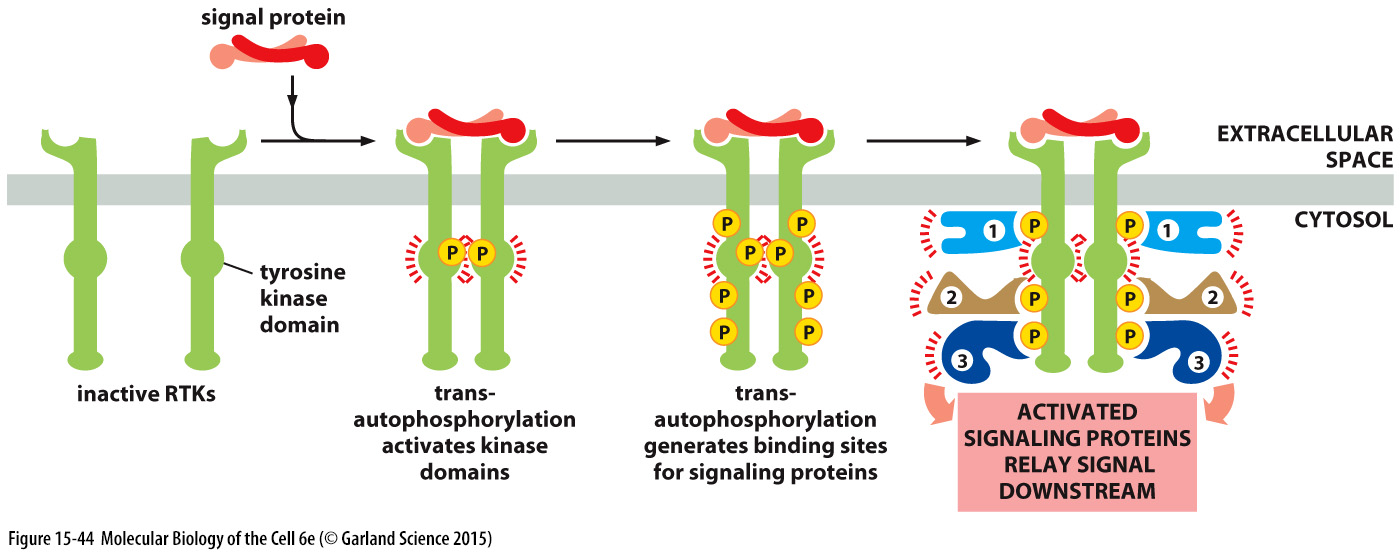 signal protein
EXTRACELLULAR
SPACE
CYTOSOL
tyrosine
kinase
domain
inactive RTKs
P P
trans-
autophosphorylation
activates kinase
domains
P P
P P
P P
P P
trans-
autophosphorylation
generates binding sites
for signaling proteins
1 P P 1
2 P P 2
3 P P 3
ACTIVATED
SIGNALING PROTEINS
RELAY SIGNAL
DOWNSTREAM
Figure 15-44 Molecular Biology of the Cell 6e (© Garland Science 2015)